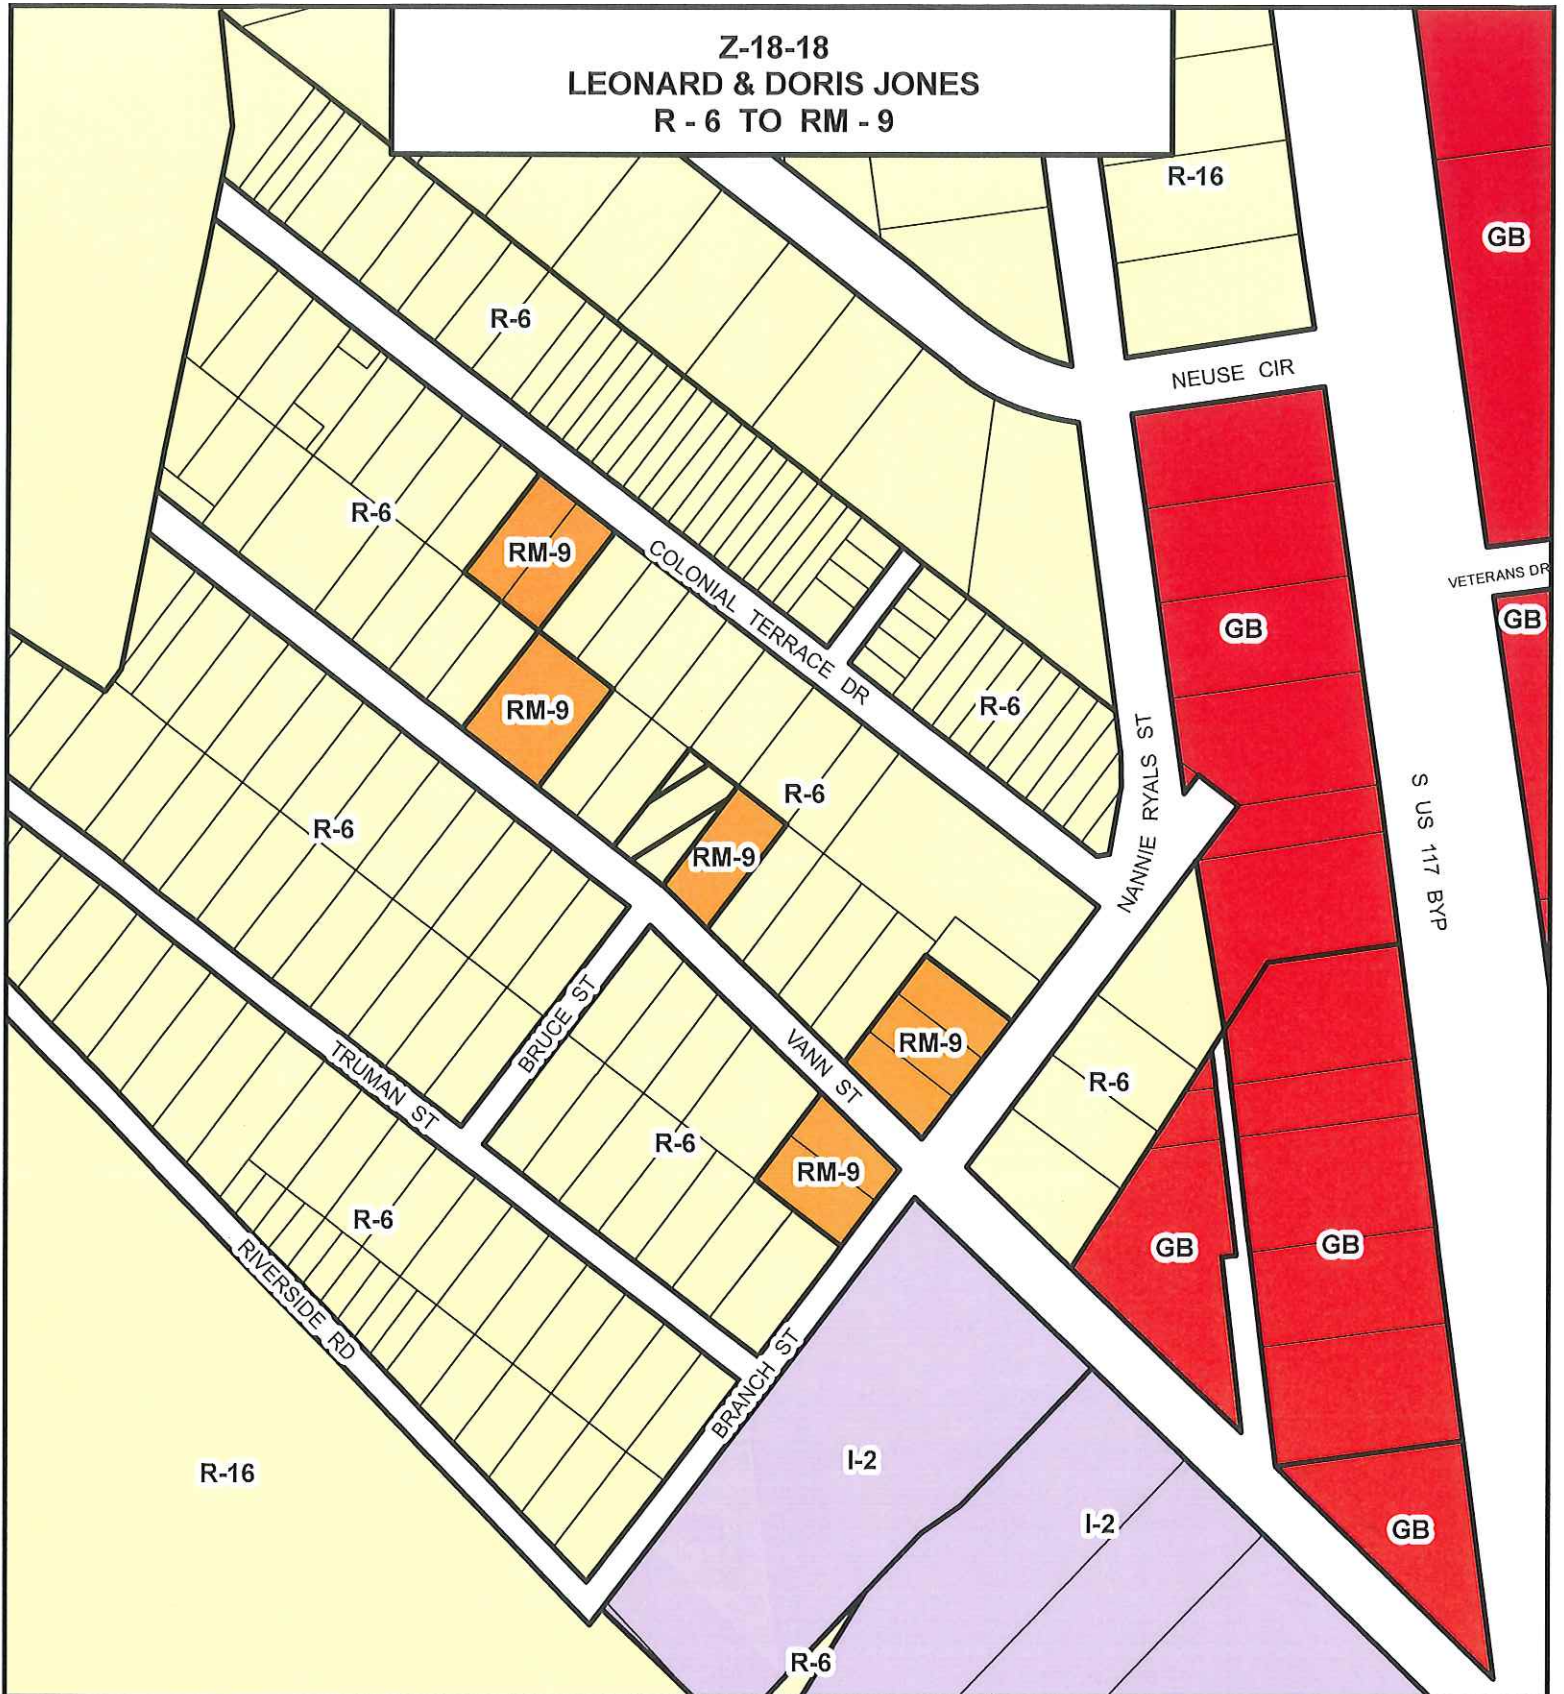 Z-18-18
LEONARD & DORIS JONES
R - 6 TO RM - 9
R-16
GB
R-6
NEUSE CIR
R-6
RM-9
COLONIAL TERRACE DR
VETERANS DR
GB
GB
RM-9
R-6
NANNIE RYALS ST
R-6
S US 117 BYP
R-6
RM-9
BRUCE ST
VANN ST
RM-9
TRUMAN ST
R-6
R-6
RM-9
R-6
RIVERSIDE RD
GB
GB
BRANCH ST
R-16
I-2
I-2
GB
R-6